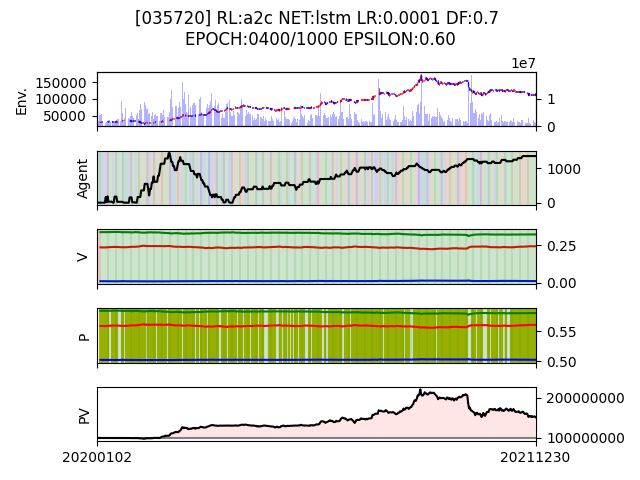 [035720] RL:a2c NET:lstm LR:0.0001 DF:0.7
EPOCH:0400/1000 EPSILON:0.60
1e7
Env.
150000
100000
50000
1
0
Agent
1000
0
V
0.25
0.00
P
0.55
0.50
PV
200000000
100000000
20200102
20211230